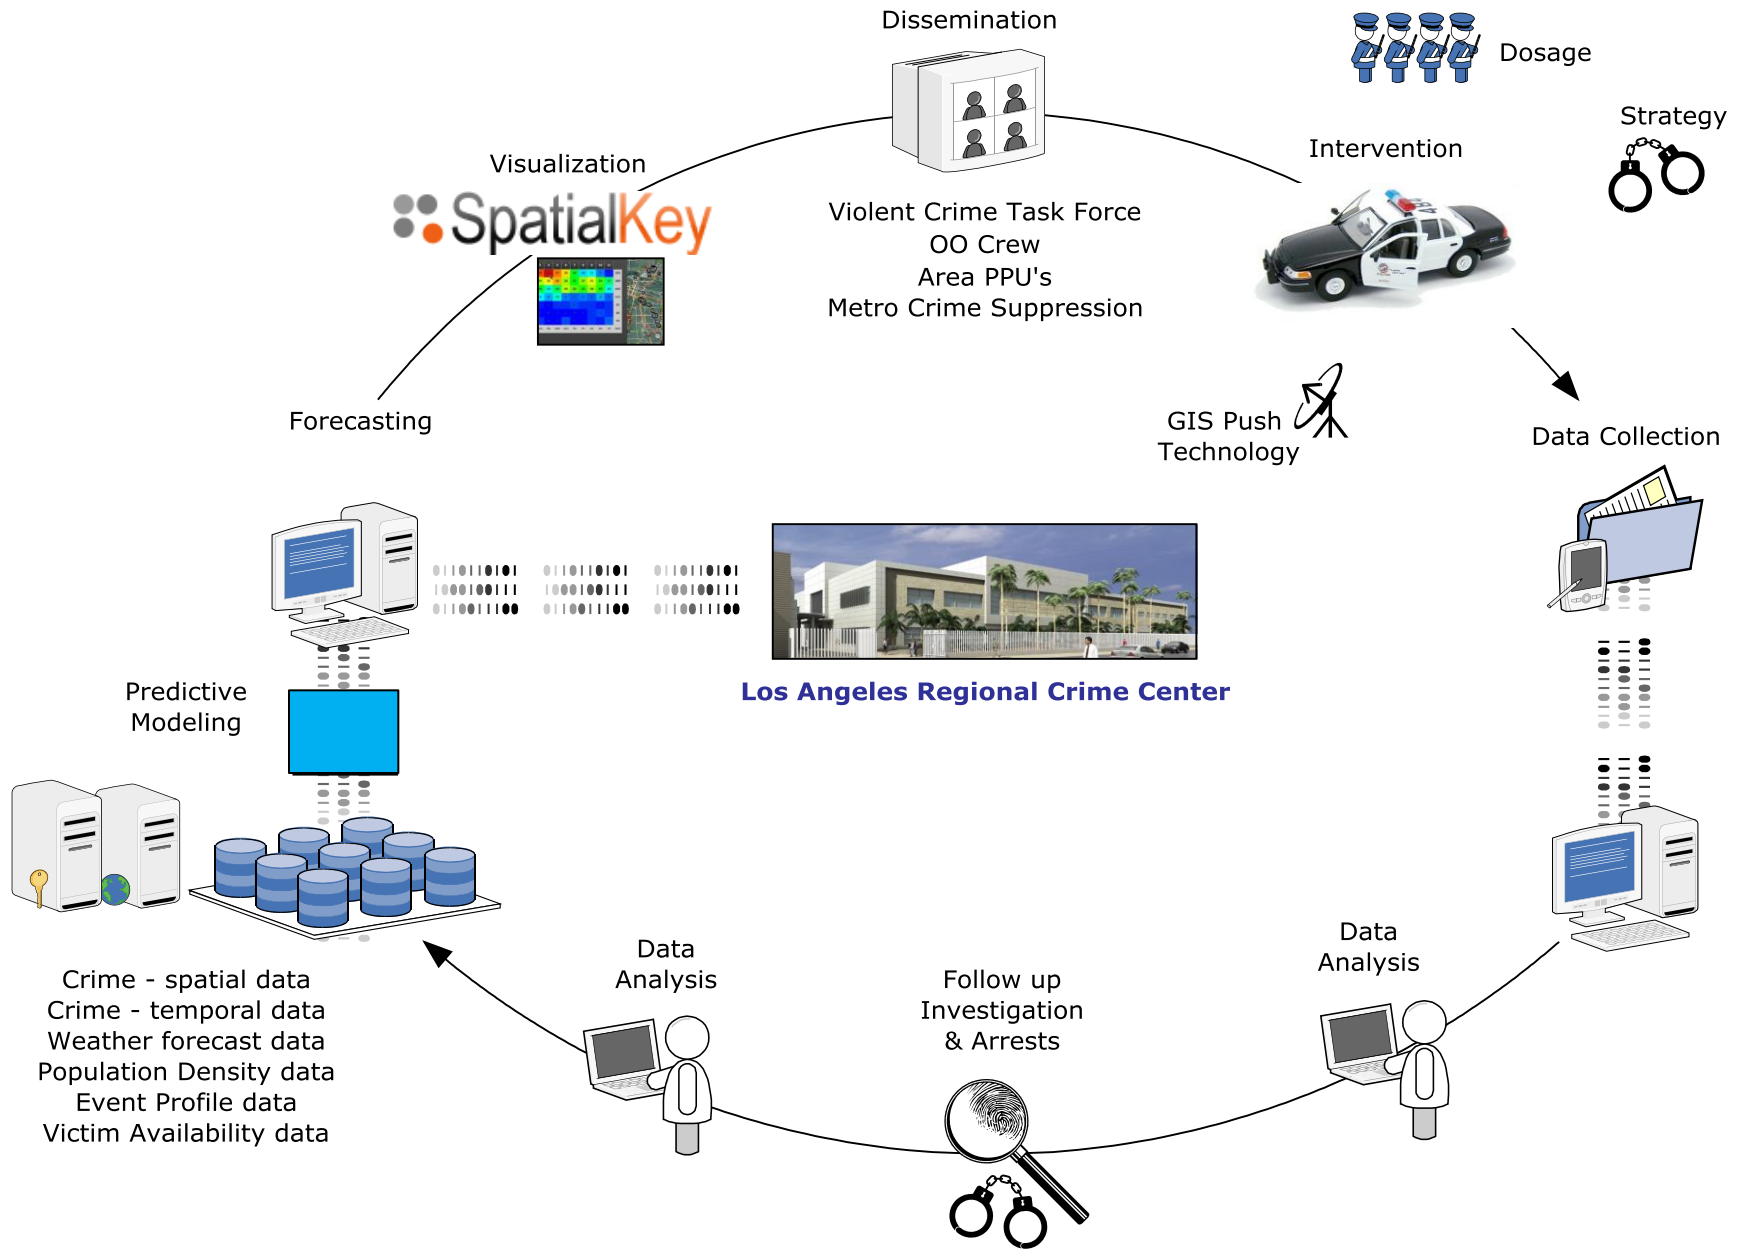 Dissemination
Dosage
Strategy
Intervention
Visualization
SpatialKey
Violent Crime Task Force
OO Crew
Area PPU's
Metro Crime Suppression
Forecasting
GIS Push
Technology
Data Collection
Los Angeles Regional Crime Center
Predictive
Modeling
Data
Analysis
Data
Analysis
Follow up
Investigation
& Arrests
Crime - spatial data
Crime - temporal data
Weather forecast data
Population Density data
Event Profile data
Victim Availability data